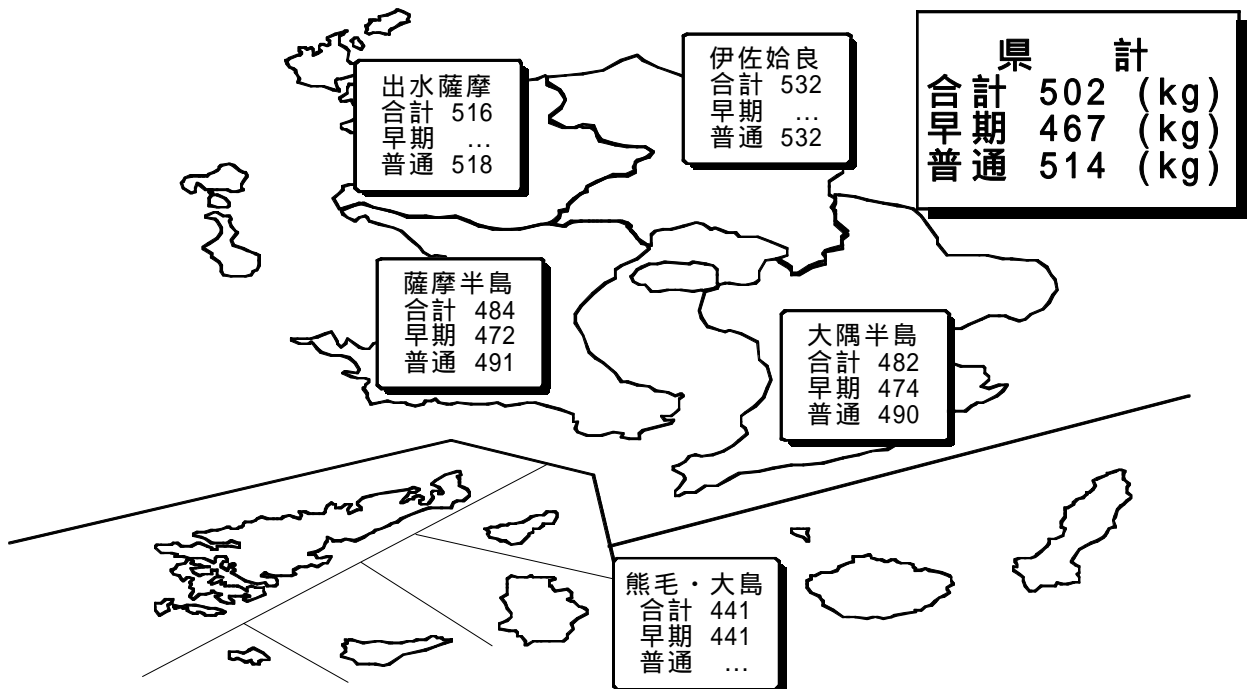 出水薩摩
合計 516
早期 …
普通 518
伊佐姶良
合計 532
早期 …
普通 532
県 計
合計 502 (kg)
早期 467 (kg)
普通 514 (kg)
薩摩半島
合計 484
早期 472
普通 491
大隅半島
合計 482
早期 474
普通 490
熊毛・大島
合計 441
早期 441
普通 …